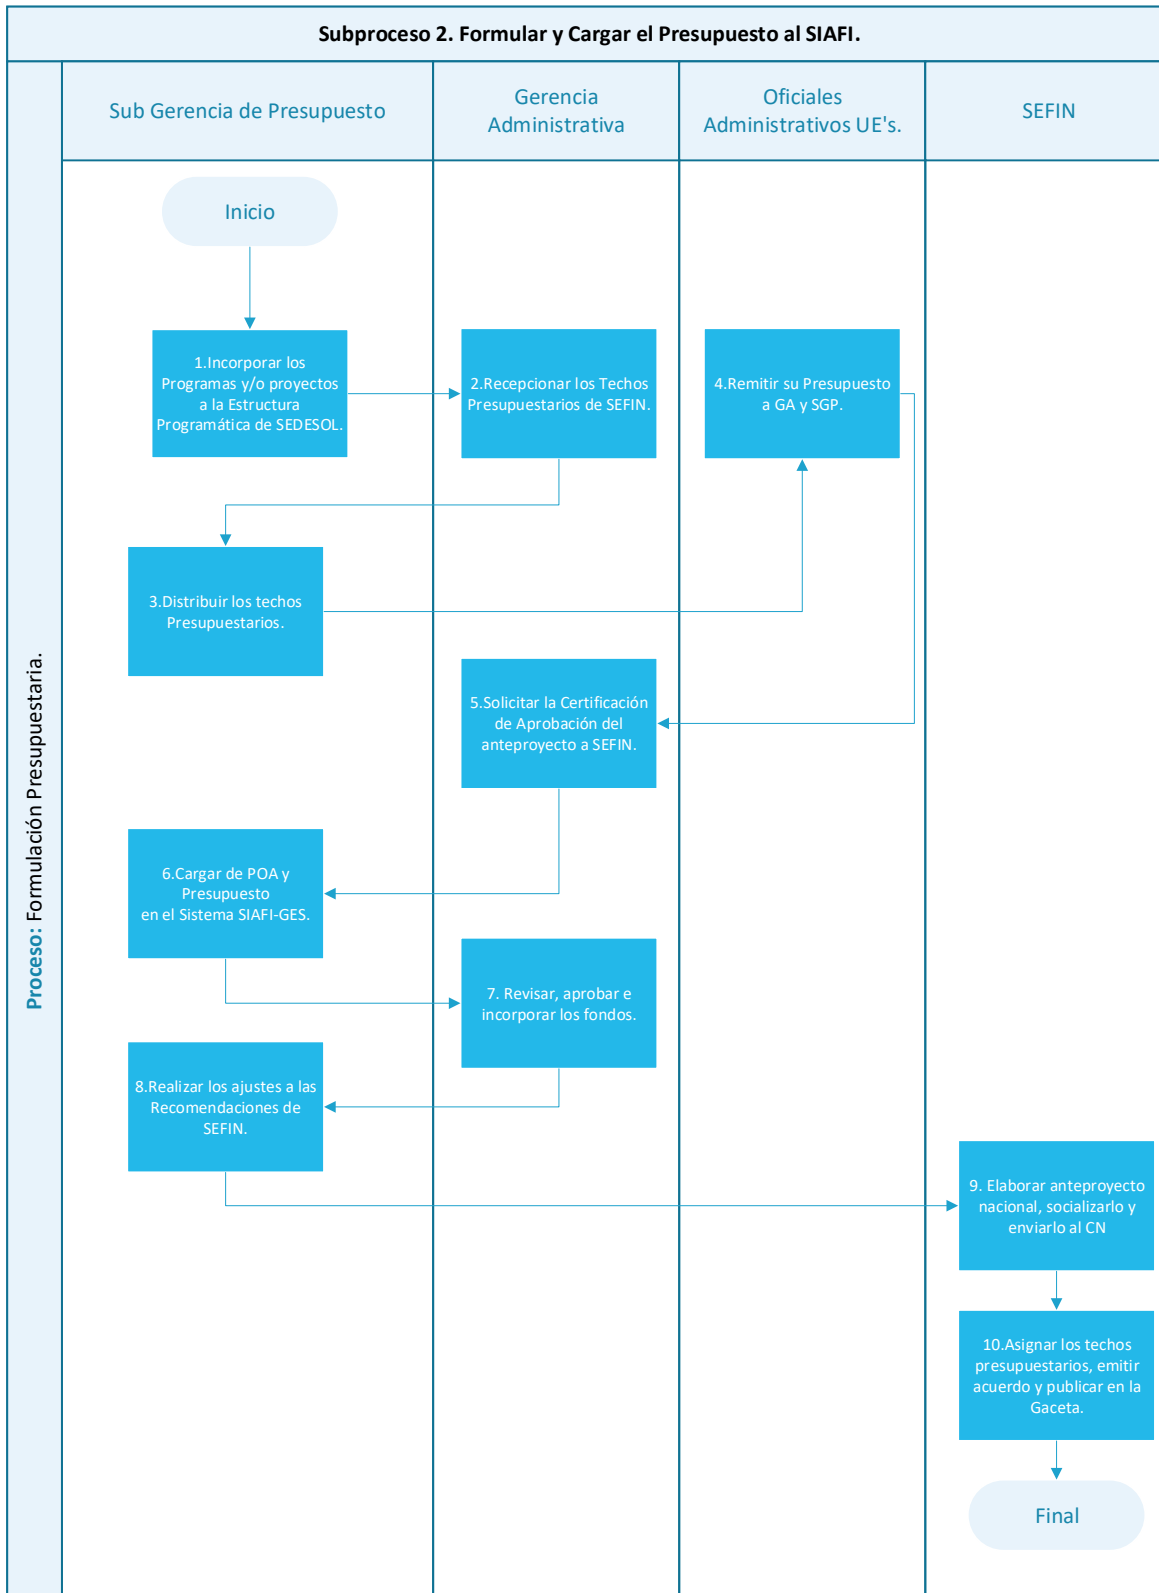 Subproceso 2. Formular y Cargar el Presupuesto al SIAFI.
Proceso: Formulación Presupuestaria.
Sub Gerencia de Presupuesto
Gerencia
Administrativa
Oficiales
Administrativos UE's.
SEFIN
Inicio
1.Incorporar los
Programas y/o proyectos
a la Estructura
Programática de SEDESOL.
2.Recepcionar los Techos
Presupuestarios de SEFIN.
4.Remitir su Presupuesto
a GA y SGP.
3.Distribuir los techos
Presupuestarios.
5.Solicitar la Certificación
de Aprobación del
anteproyecto a SEFIN.
6.Cargar de POA y
Presupuesto
en el Sistema SIAFI-GES.
7. Revisar, aprobar e
incorporar los fondos.
8.Realizar los ajustes a las
Recomendaciones de
SEFIN.
9. Elaborar anteproyecto
nacional, socializarlo y
enviarlo al CN
10.Asignar los techos
presupuestarios, emitir
acuerdo y publicar en la
Gaceta.
Final